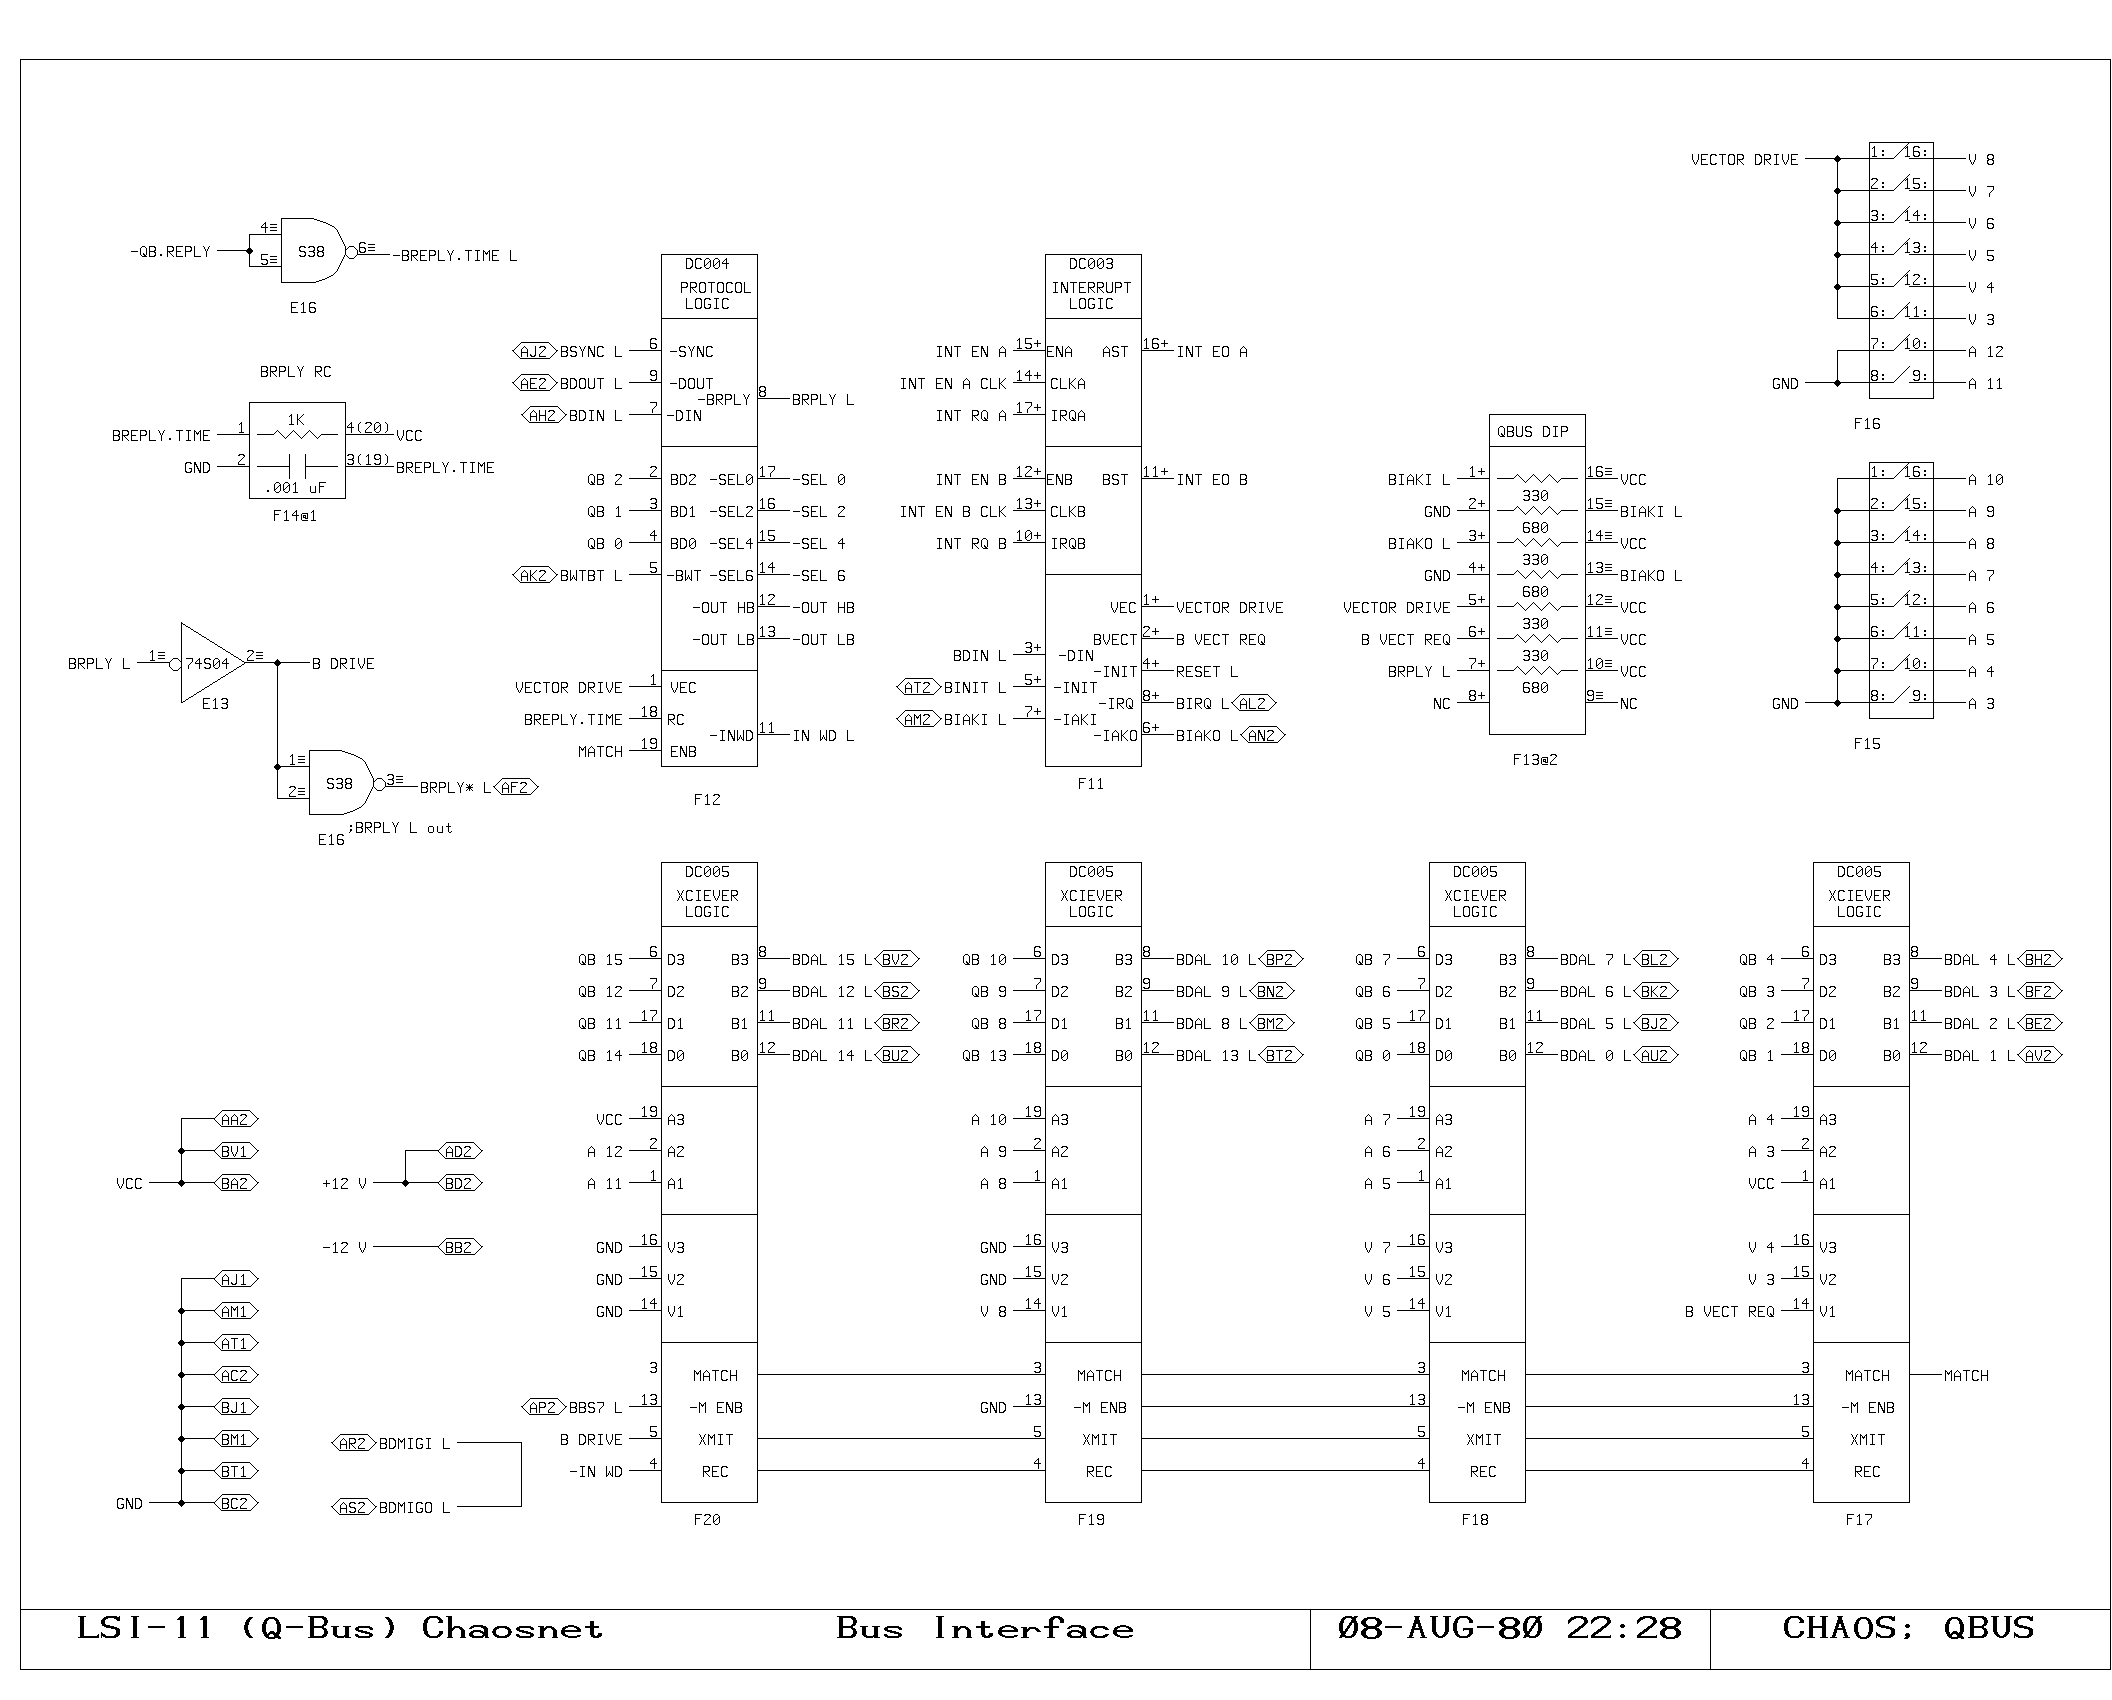 -QB.REPLY 4≡ 5≡ S38 6≡ -BREPLY.TIME L
E16
BRPLY RC
1K
BREPLY.TIME 1 4(20) VCC
GND 2 3(19) BREPLY.TIME
.001 uF
F14@1
BRPLY L 1≡ 74S04 2≡ B DRIVE
E13
1≡ 2≡ S38 3≡ BRPLY* L AF2
E16 ;BRPLY L out
DC004
PROTOCOL
LOGIC
AJ2 BSYNC L 6 -SYNC
AE2 BDOUT L 9 -DOUT
-BRPLY 8 BRPLY L
AH2 BDIN L 7 -DIN
QB 2 2 BD2 -SEL0 17 -SEL 0
QB 1 3 BD1 -SEL2 16 -SEL 2
QB 0 4 BD0 -SEL4 15 -SEL 4
AK2 BWTBT L 5 -BWT -SEL6 14 -SEL 6
-OUT HB 12 -OUT HB
-OUT LB 13 -OUT LB
VECTOR DRIVE 1 VEC
BREPLY.TIME 18 RC
-INWD 11 IN WD L
MATCH 19 ENB
F12
DC003
INTERRUPT
LOGIC
INT EN A 15+ ENA AST 16+ INT EO A
INT EN A CLK 14+ CLKA
INT RQ A 17+ IRQA
INT EN B 12+ ENB BST 11+ INT EO B
INT EN B CLK 13+ CLKB
INT RQ B 10+ IRQB
VEC 1+ VECTOR DRIVE
BVECT 2+ B VECT REQ
BDIN L 3+ -DIN
-INIT 4+ RESET L
AT2 BINIT L 5+ -INIT
-IRQ 8+ BIRQ L AL2
AM2 BIAKI L 7+ -IAKI
-IAKO 6+ BIAKO L AN2
F11
QBUS DIP
BIAKI L 1+ 16≡ VCC
330
GND 2+ 15≡ BIAKI L
680
BIAKO L 3+ 14≡ VCC
330
GND 4+ 13≡ BIAKO L
680
VECTOR DRIVE 5+ 12≡ VCC
330
B VECT REQ 6+ 11≡ VCC
330
BRPLY L 7+ 10≡ VCC
680
NC 8+ 9≡ NC
F13@2
VECTOR DRIVE 1: 16: V 8
2: 15: V 7
3: 14: V 6
4: 13: V 5
5: 12: V 4
6: 11: V 3
7: 10: A 12
GND 8: 9: A 11
F16
1: 16: A 10
2: 15: A 9
3: 14: A 8
4: 13: A 7
5: 12: A 6
6: 11: A 5
7: 10: A 4
GND 8: 9: A 3
F15
AA2
BV1
VCC BA2
AD2
+12 V BD2
-12 V BB2
AJ1
AM1
AT1
AC2
BJ1
BM1
BT1
GND BC2
AR2 BDMIGI L
AS2 BDMIGO L
DC005
XCIEVER
LOGIC
QB 15 6 D3 B3 8 BDAL 15 L BV2
QB 12 7 D2 B2 9 BDAL 12 L BS2
QB 11 17 D1 B1 11 BDAL 11 L BR2
QB 14 18 D0 B0 12 BDAL 14 L BU2
VCC 19 A3
A 12 2 A2
A 11 1 A1
GND 16 V3
GND 15 V2
GND 14 V1
3 MATCH
AP2 BBS7 L 13 -M ENB
B DRIVE 5 XMIT
-IN WD 4 REC
F20
DC005
XCIEVER
LOGIC
QB 10 6 D3 B3 8 BDAL 10 L BP2
QB 9 7 D2 B2 9 BDAL 9 L BN2
QB 8 17 D1 B1 11 BDAL 8 L BM2
QB 13 18 D0 B0 12 BDAL 13 L BT2
A 10 19 A3
A 9 2 A2
A 8 1 A1
GND 16 V3
GND 15 V2
V 8 14 V1
3 MATCH
GND 13 -M ENB
5 XMIT
4 REC
F19
DC005
XCIEVER
LOGIC
QB 7 6 D3 B3 8 BDAL 7 L BL2
QB 6 7 D2 B2 9 BDAL 6 L BK2
QB 5 17 D1 B1 11 BDAL 5 L BJ2
QB 0 18 D0 B0 12 BDAL 0 L AU2
A 7 19 A3
A 6 2 A2
A 5 1 A1
V 7 16 V3
V 6 15 V2
V 5 14 V1
3 MATCH
13 -M ENB
5 XMIT
4 REC
F18
DC005
XCIEVER
LOGIC
QB 4 6 D3 B3 8 BDAL 4 L BH2
QB 3 7 D2 B2 9 BDAL 3 L BF2
QB 2 17 D1 B1 11 BDAL 2 L BE2
QB 1 18 D0 B0 12 BDAL 1 L AV2
A 4 19 A3
A 3 2 A2
VCC 1 A1
V 4 16 V3
V 3 15 V2
B VECT REQ 14 V1
3 MATCH MATCH
13 -M ENB
5 XMIT
4 REC
F17
LSI-11 (Q-Bus) Chaosnet Bus Interface 08-AUG-80 22:28 CHAOS; QBUS